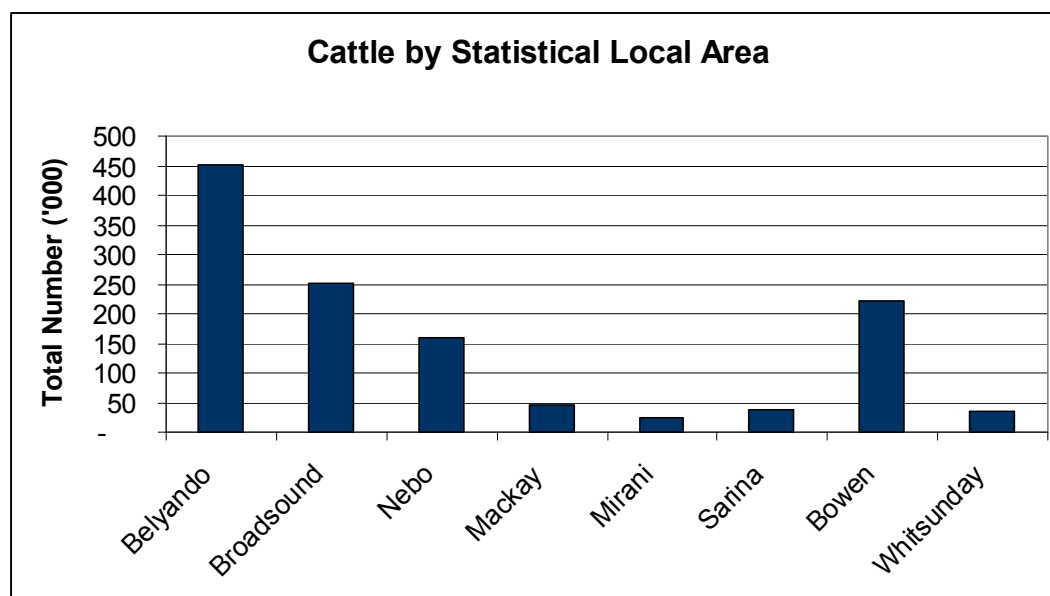 Cattle by Statistical Local Area
Total Number ('000)
500
450
400
350
300
250
200
150
100
50
-
Belyando
Broadsound
Nebo
Mackay
Mirani
Sarina
Bowen
Whitsunday